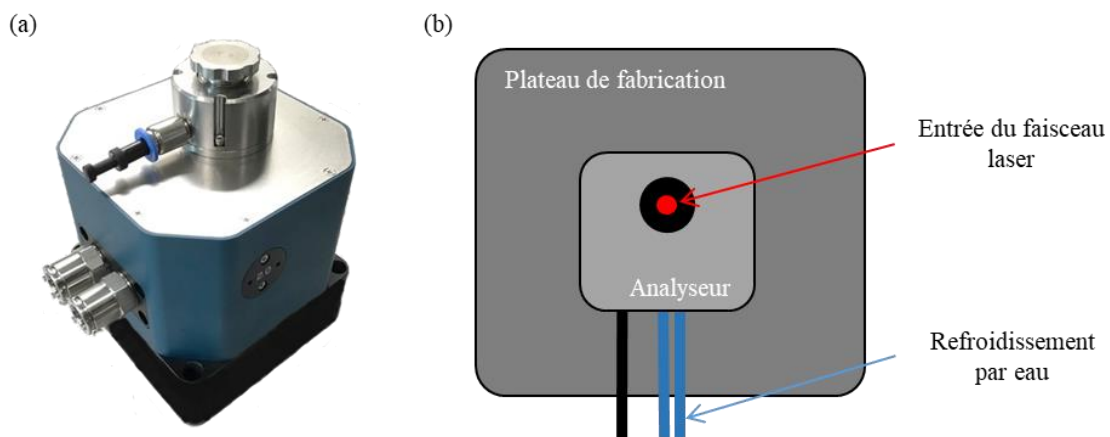 (a)
(b)
Plateau de fabrication
Entrée du faisceau
laser
Analyseur
Refroidissement
par eau